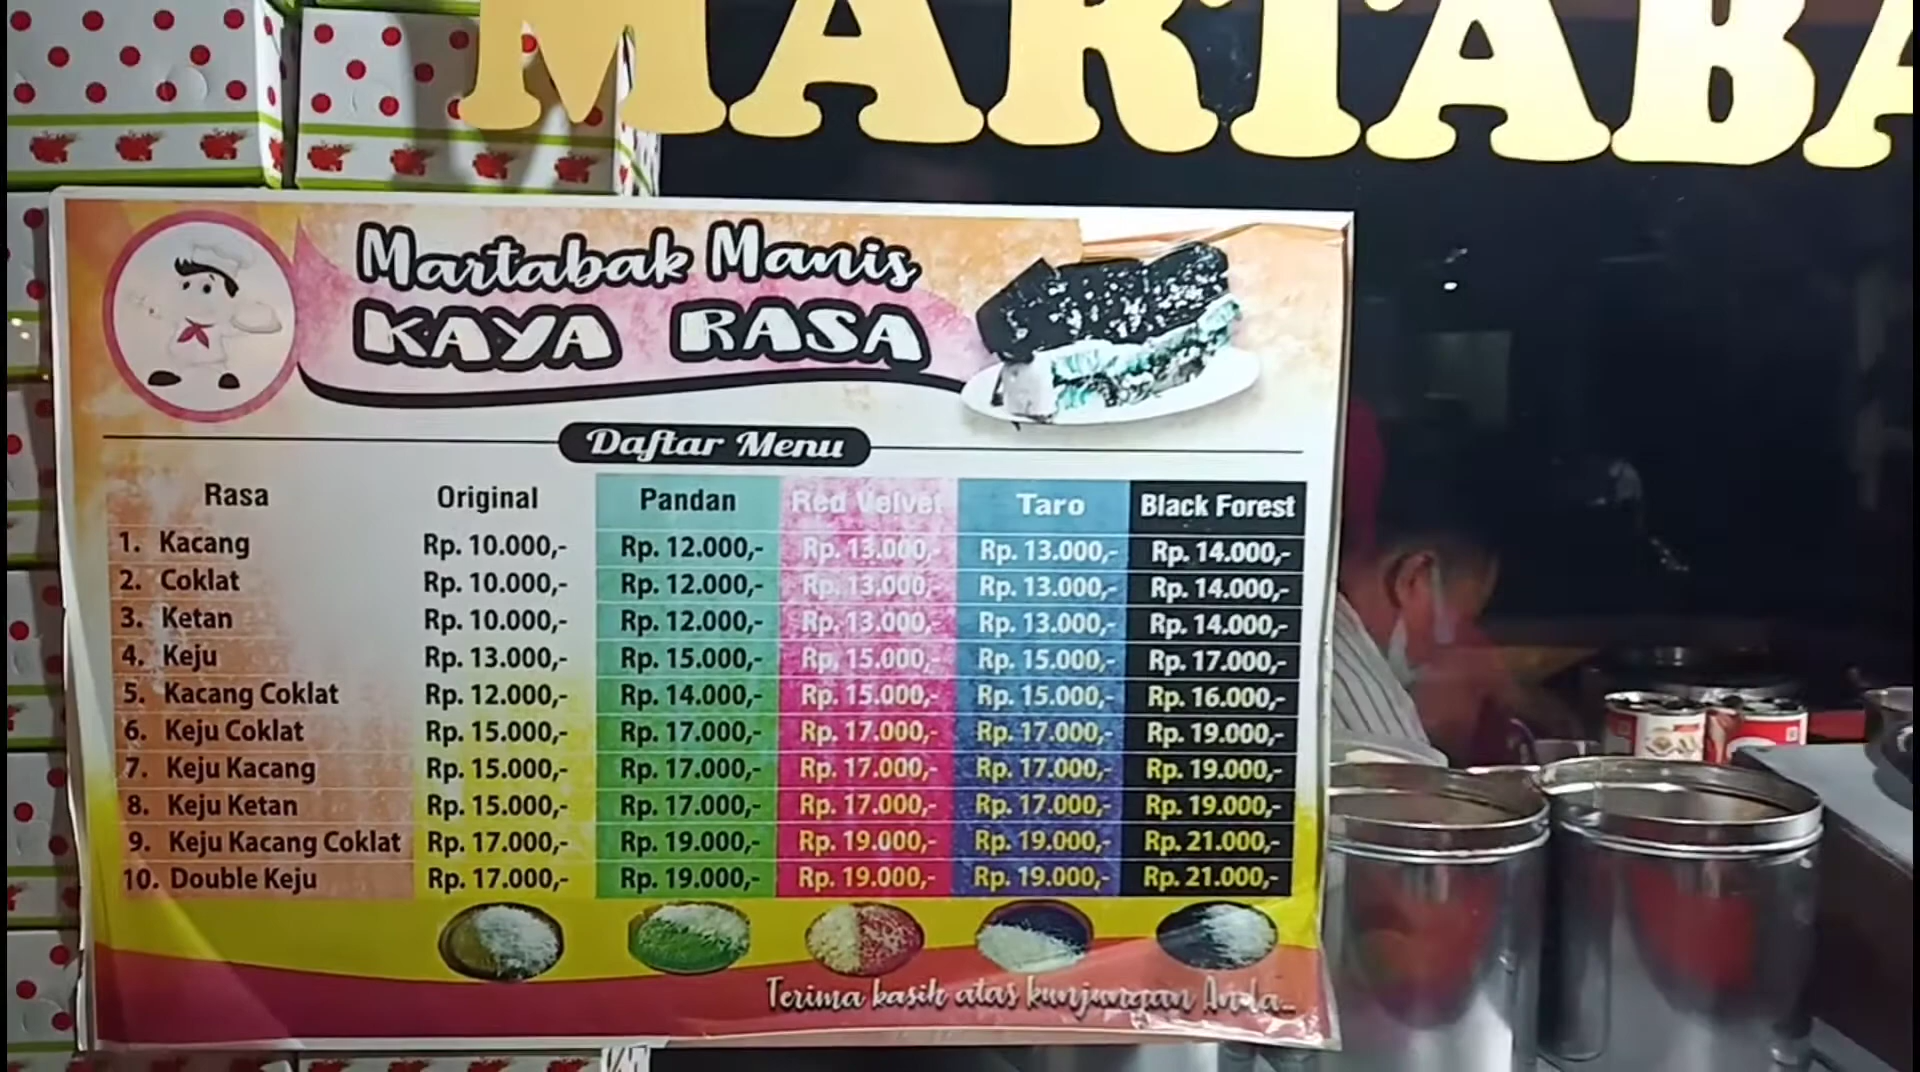 MARTABA
Martabak Manis
KAYA RASA
Daftar Menu
Rasa Original Pandan Red Velvet Taro Black Forest
1. Kacang Rp. 10.000,- Rp. 12.000,- Rp. 13.000,- Rp. 13.000,- Rp. 14.000,-
2. Coklat Rp. 10.000,- Rp. 12.000,- Rp. 13.000,- Rp. 13.000,- Rp. 14.000,-
3. Ketan Rp. 10.000,- Rp. 12.000,- Rp. 13.000,- Rp. 13.000,- Rp. 14.000,-
4. Keju Rp. 13.000,- Rp. 15.000,- Rp. 15.000,- Rp. 15.000,- Rp. 17.000,-
5. Kacang Coklat Rp. 12.000,- Rp. 14.000,- Rp. 15.000,- Rp. 15.000,- Rp. 16.000,-
6. Keju Coklat Rp. 15.000,- Rp. 17.000,- Rp. 17.000,- Rp. 17.000,- Rp. 19.000,-
7. Keju Kacang Rp. 15.000,- Rp. 17.000,- Rp. 17.000,- Rp. 17.000,- Rp. 19.000,-
8. Keju Ketan Rp. 15.000,- Rp. 17.000,- Rp. 17.000,- Rp. 17.000,- Rp. 19.000,-
9. Keju Kacang Coklat Rp. 17.000,- Rp. 19.000,- Rp. 19.000,- Rp. 19.000,- Rp. 21.000,-
10. Double Keju Rp. 17.000,- Rp. 19.000,- Rp. 19.000,- Rp. 19.000,- Rp. 21.000,-
Terima kasih atas kunjungan Anda...